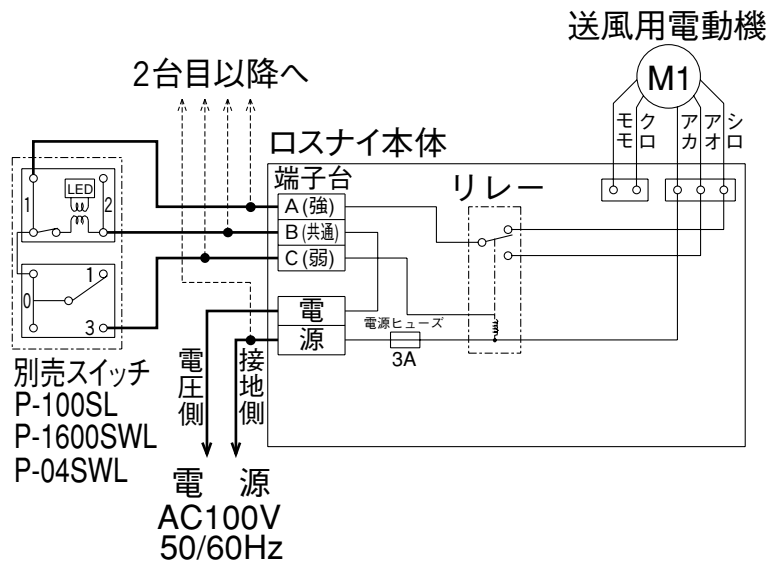 送風用電動機
M1
2台目以降へ
モモ
クロ
アカ
アオ
シロ
ロスナイ本体
端子台
リレー
LED
1
2
A(強)
B(共通)
C(弱)
0
1
3
電
源
電源ヒューズ
3A
電圧側
接地側
別売スイッチ
P-100SL
P-1600SWL
P-04SWL
電 源
AC100V
50/60Hz